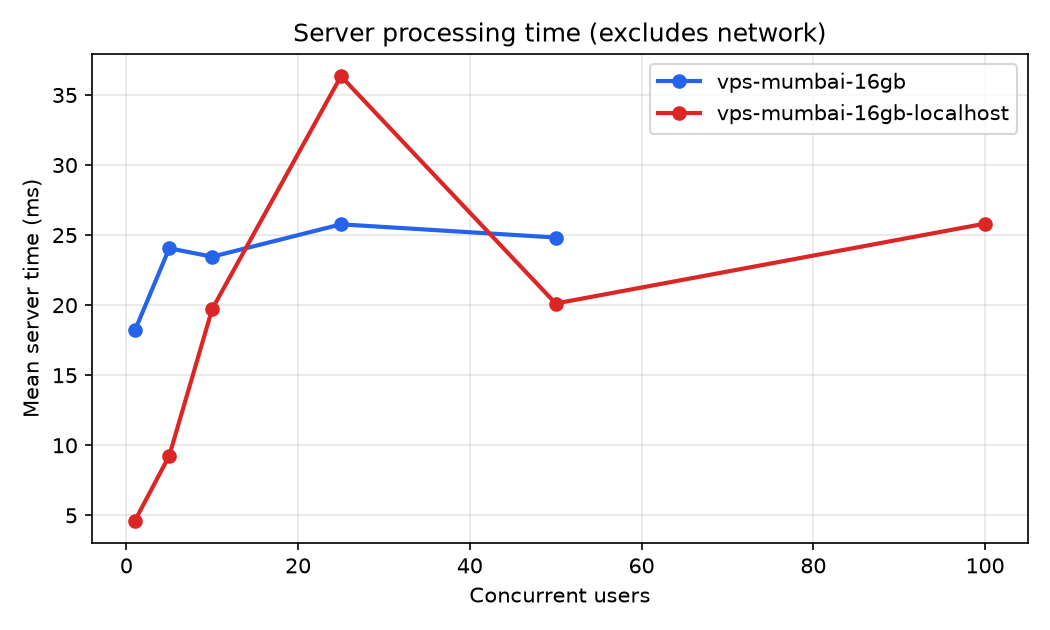 Server processing time (excludes network)
vps-mumbai-16gb
vps-mumbai-16gb-localhost
Mean server time (ms)
35
30
25
20
15
10
5
0 20 40 60 80 100
Concurrent users